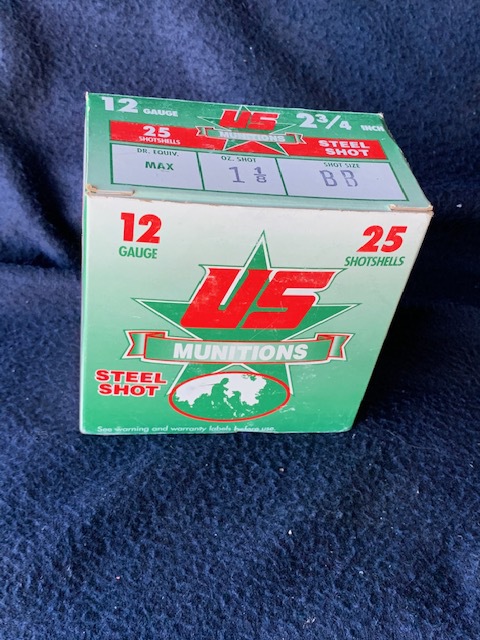 12 GAUGE US 2 3/4 INCH
25 SHOTSHELLS MUNITIONS STEEL SHOT
DR. EQUIV. OZ. SHOT SHOT SIZE
MAX 1 1/8 BB
12 GAUGE
25 SHOTSHELLS
US
MUNITIONS
STEEL SHOT
See warning and warranty labels before use.